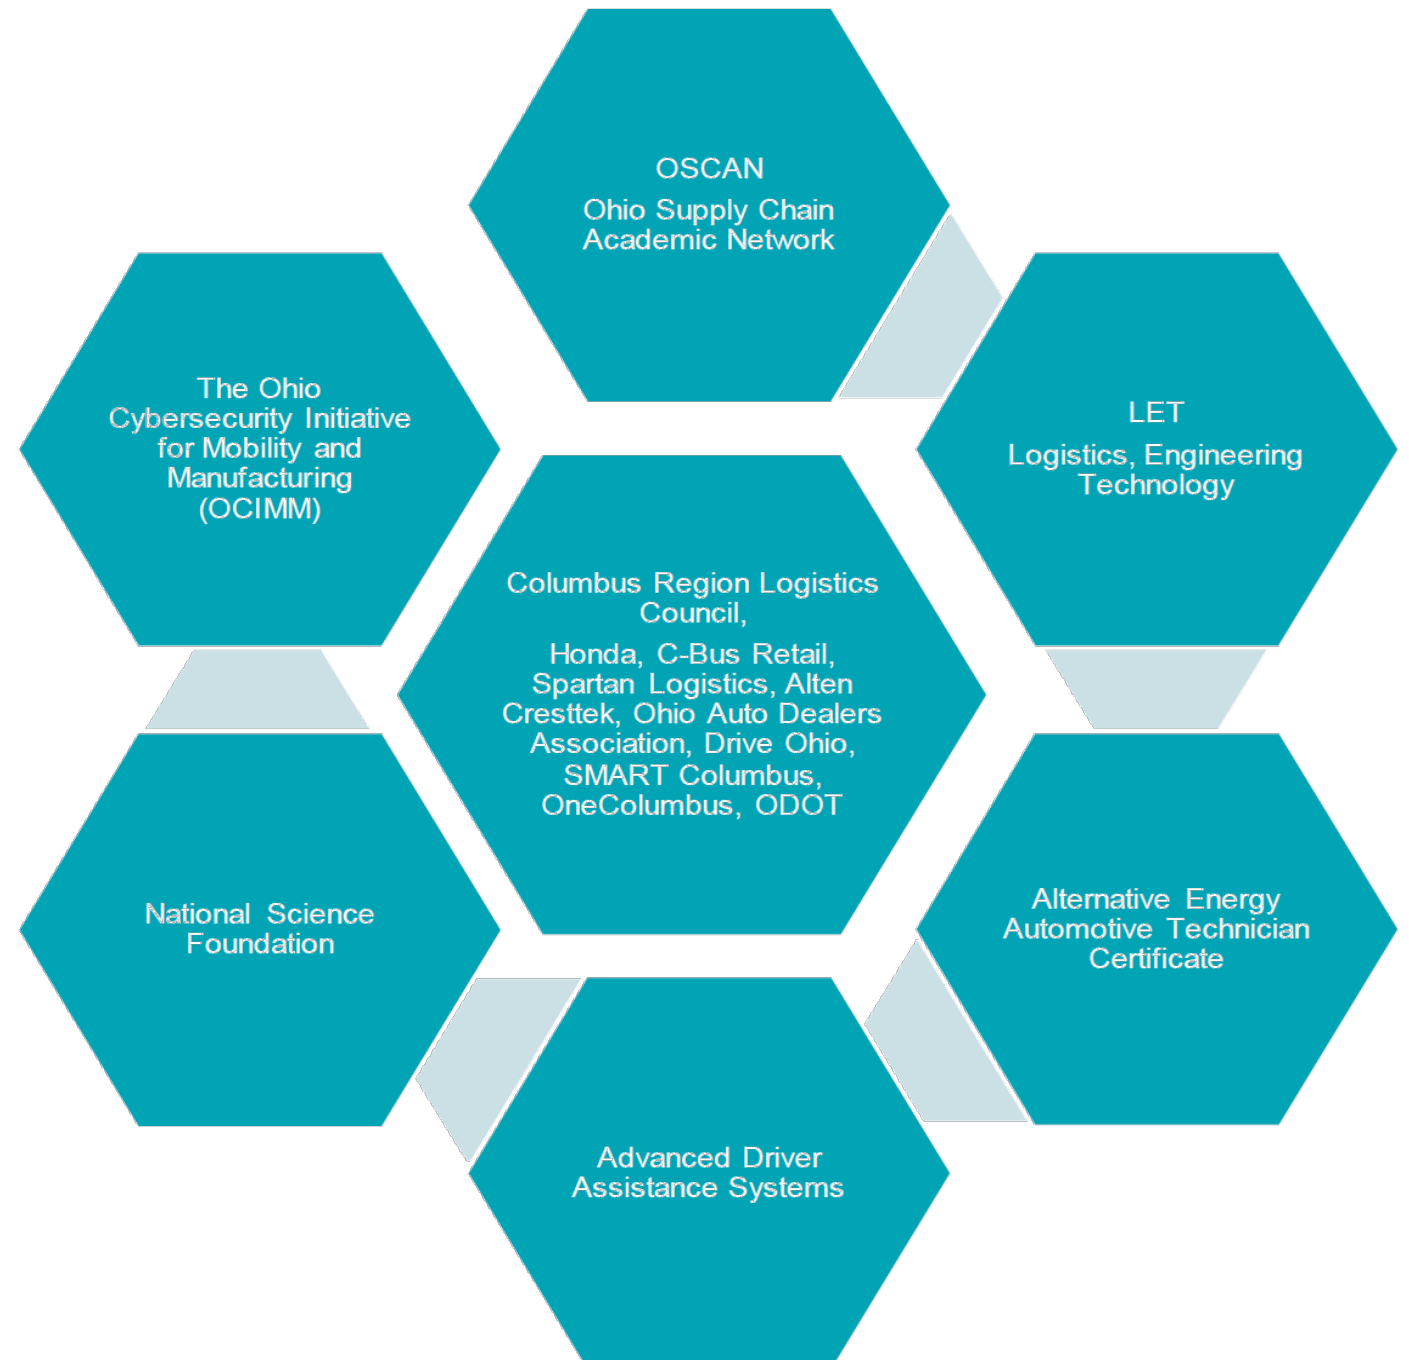 OSCAN
Ohio Supply Chain
Academic Network
The Ohio
Cybersecurity Initiative
for Mobility and
Manufacturing
(OCIMM)
LET
Logistics, Engineering
Technology
Columbus Region Logistics
Council,
Honda, C-Bus Retail,
Spartan Logistics, Alten
Cresttek, Ohio Auto Dealers
Association, Drive Ohio,
SMART Columbus,
OneColumbus, ODOT
National Science
Foundation
Alternative Energy
Automotive Technician
Certificate
Advanced Driver
Assistance Systems